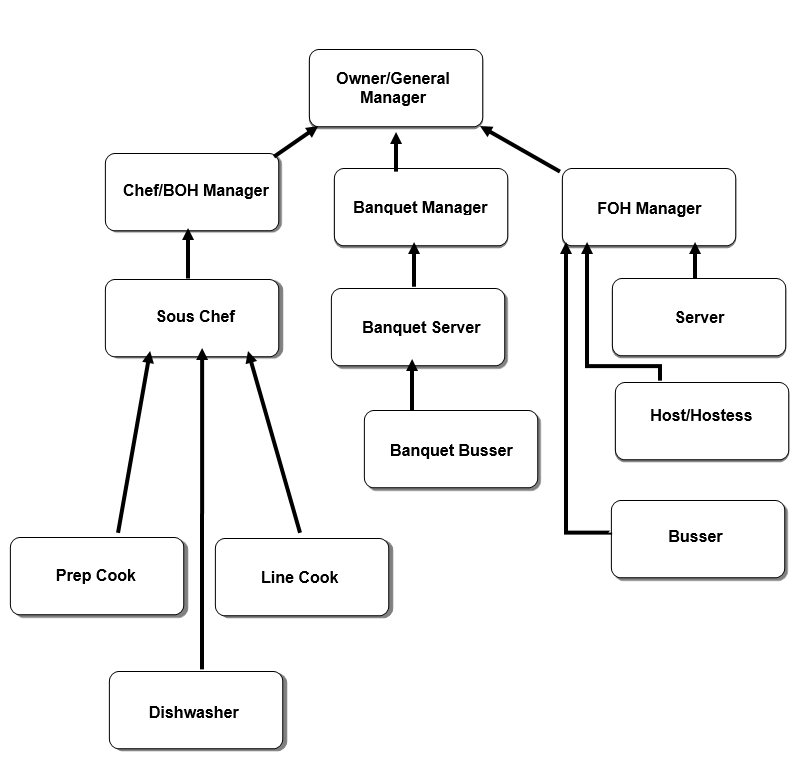 Owner/General
Manager
Chef/BOH Manager
Banquet Manager
FOH Manager
Sous Chef
Banquet Server
Server
Host/Hostess
Banquet Busser
Busser
Prep Cook
Line Cook
Dishwasher